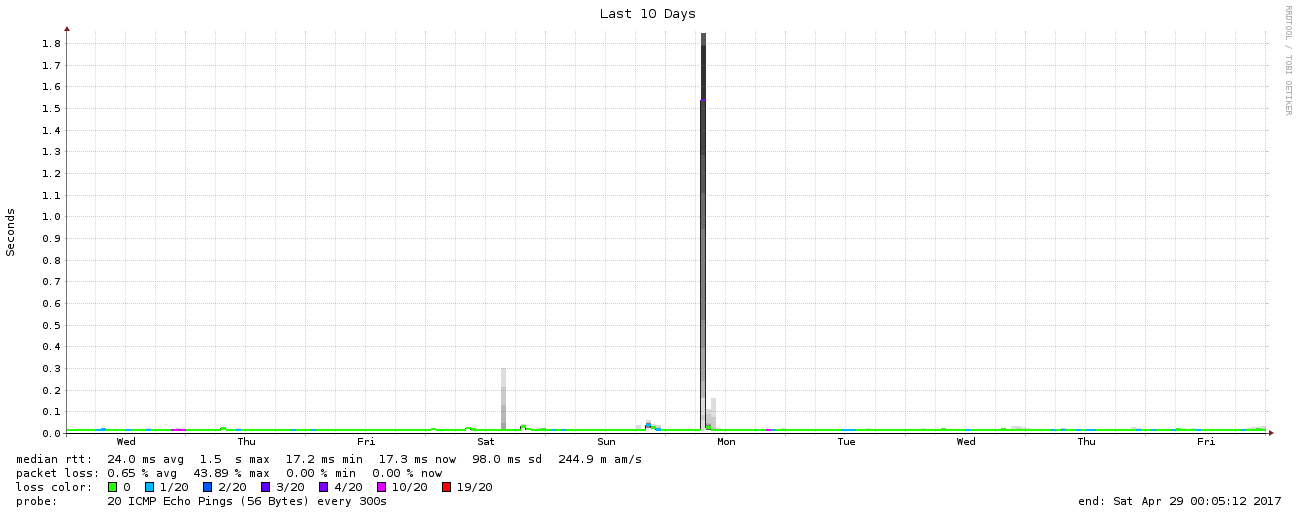 Last 10 Days
RRDTOOL / TOBI OETIKER
Seconds
1.8
1.7
1.6
1.5
1.4
1.3
1.2
1.1
1.0
0.9
0.8
0.7
0.6
0.5
0.4
0.3
0.2
0.1
0.0
Wed Thu Fri Sat Sun Mon Tue Wed Thu Fri
median rtt: 24.0 ms avg 1.5 s max 17.2 ms min 17.3 ms now 98.0 ms sd 244.9 m am/s
packet loss: 0.65 % avg 43.89 % max 0.00 % min 0.00 % now
loss color: 0 1/20 2/20 3/20 4/20 10/20 19/20
probe: 20 ICMP Echo Pings (56 Bytes) every 300s end: Sat Apr 29 00:05:12 2017